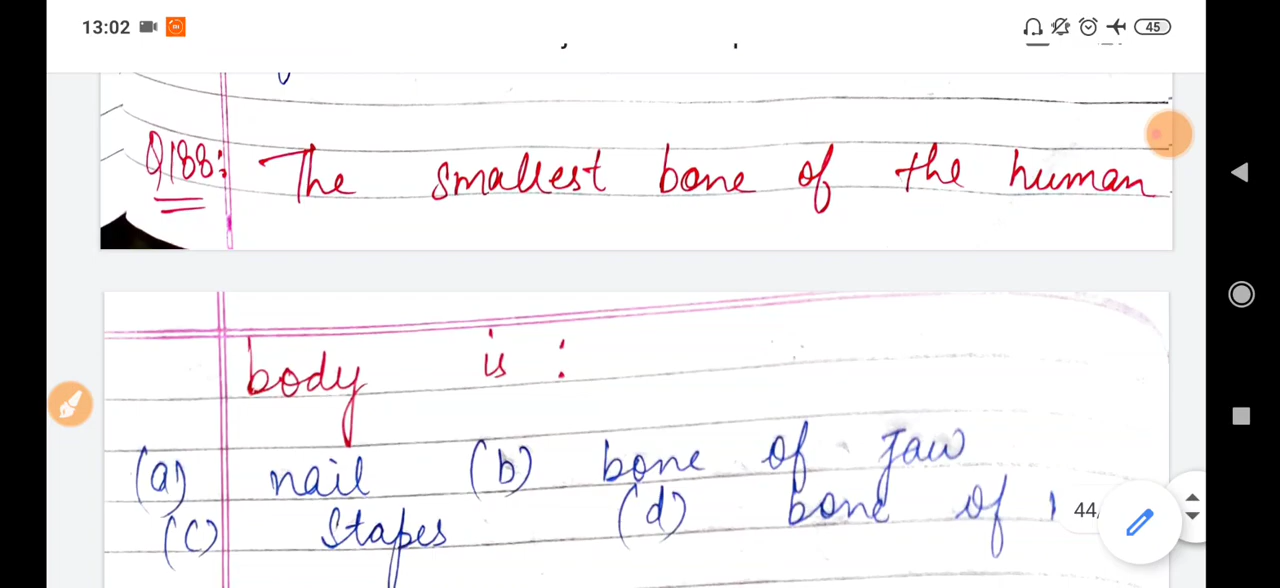 13:02
45
Q188: The smallest bone of the human
body is :
(a) nail (b) bone of Jaw
(c) Stapes (d) bone of
44/